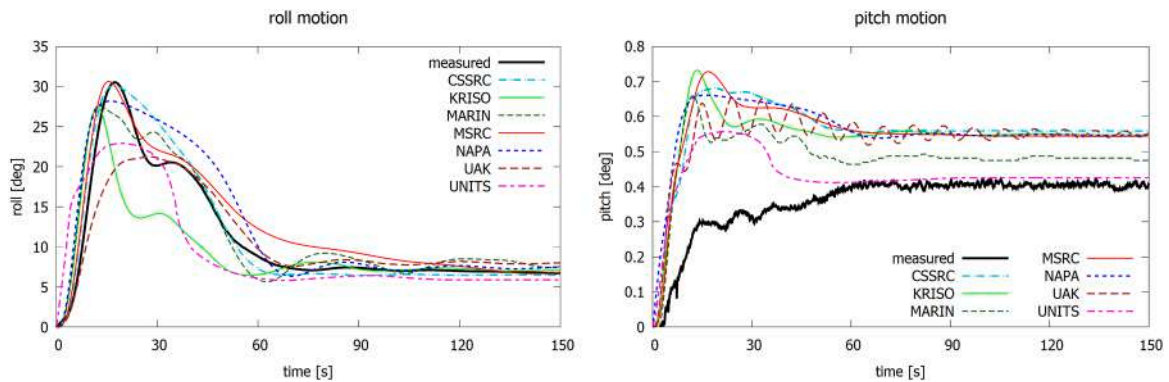 roll motion
35
30
25
20
15
10
5
0
roll [deg]
0 30 60 90 120 150
time [s]
measured
CSSRC
KRISO
MARIN
MSRC
NAPA
UAK
UNITS
pitch motion
0.8
0.7
0.6
0.5
0.4
0.3
0.2
0.1
0
pitch [deg]
0 30 60 90 120 150
time [s]
measured MSRC
CSSRC NAPA
KRISO UAK
MARIN UNITS